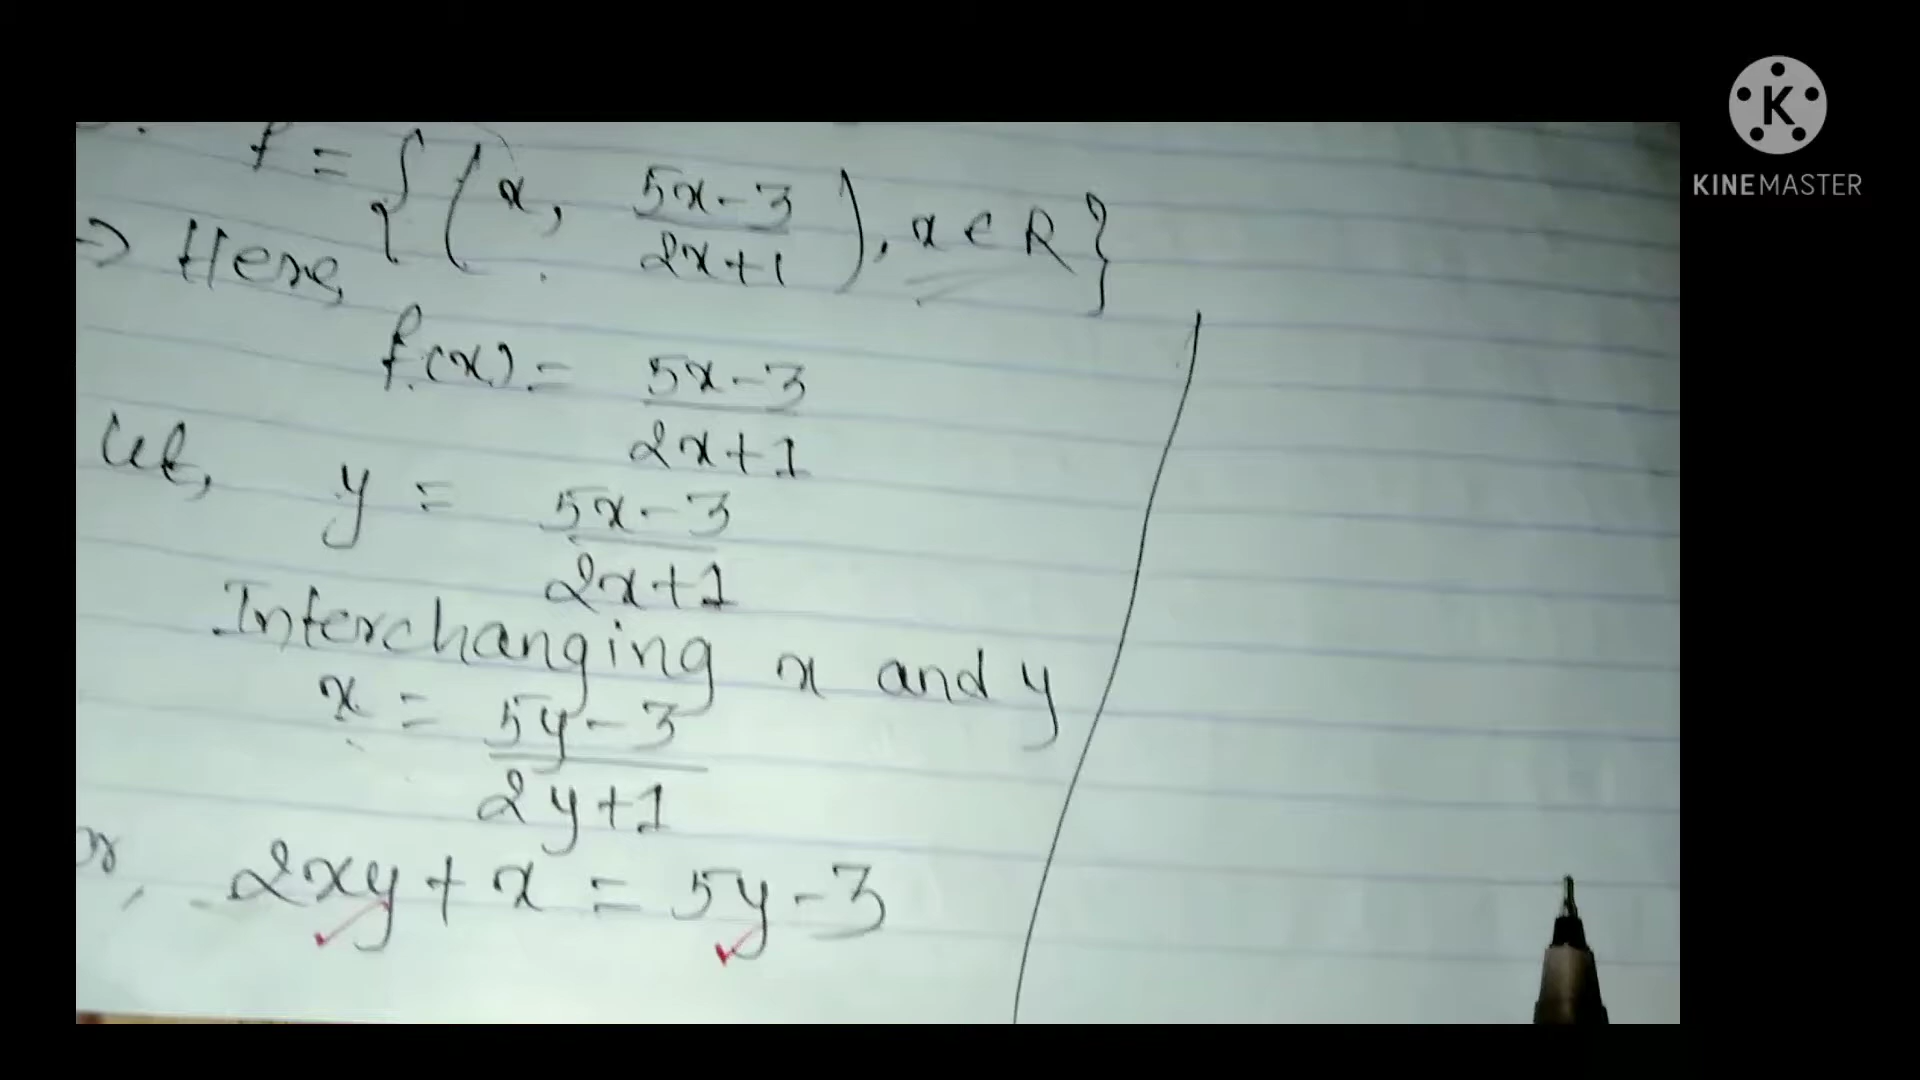 f = { ( x, 5x-3 / 2x+1 ), x ∈ R }
⇒ Here,
f(x) = 5x-3 / 2x+1
Let, y = 5x-3 / 2x+1
Interchanging x and y
x = 5y-3 / 2y+1
or, 2xy + x = 5y - 3
K
KINEMASTER